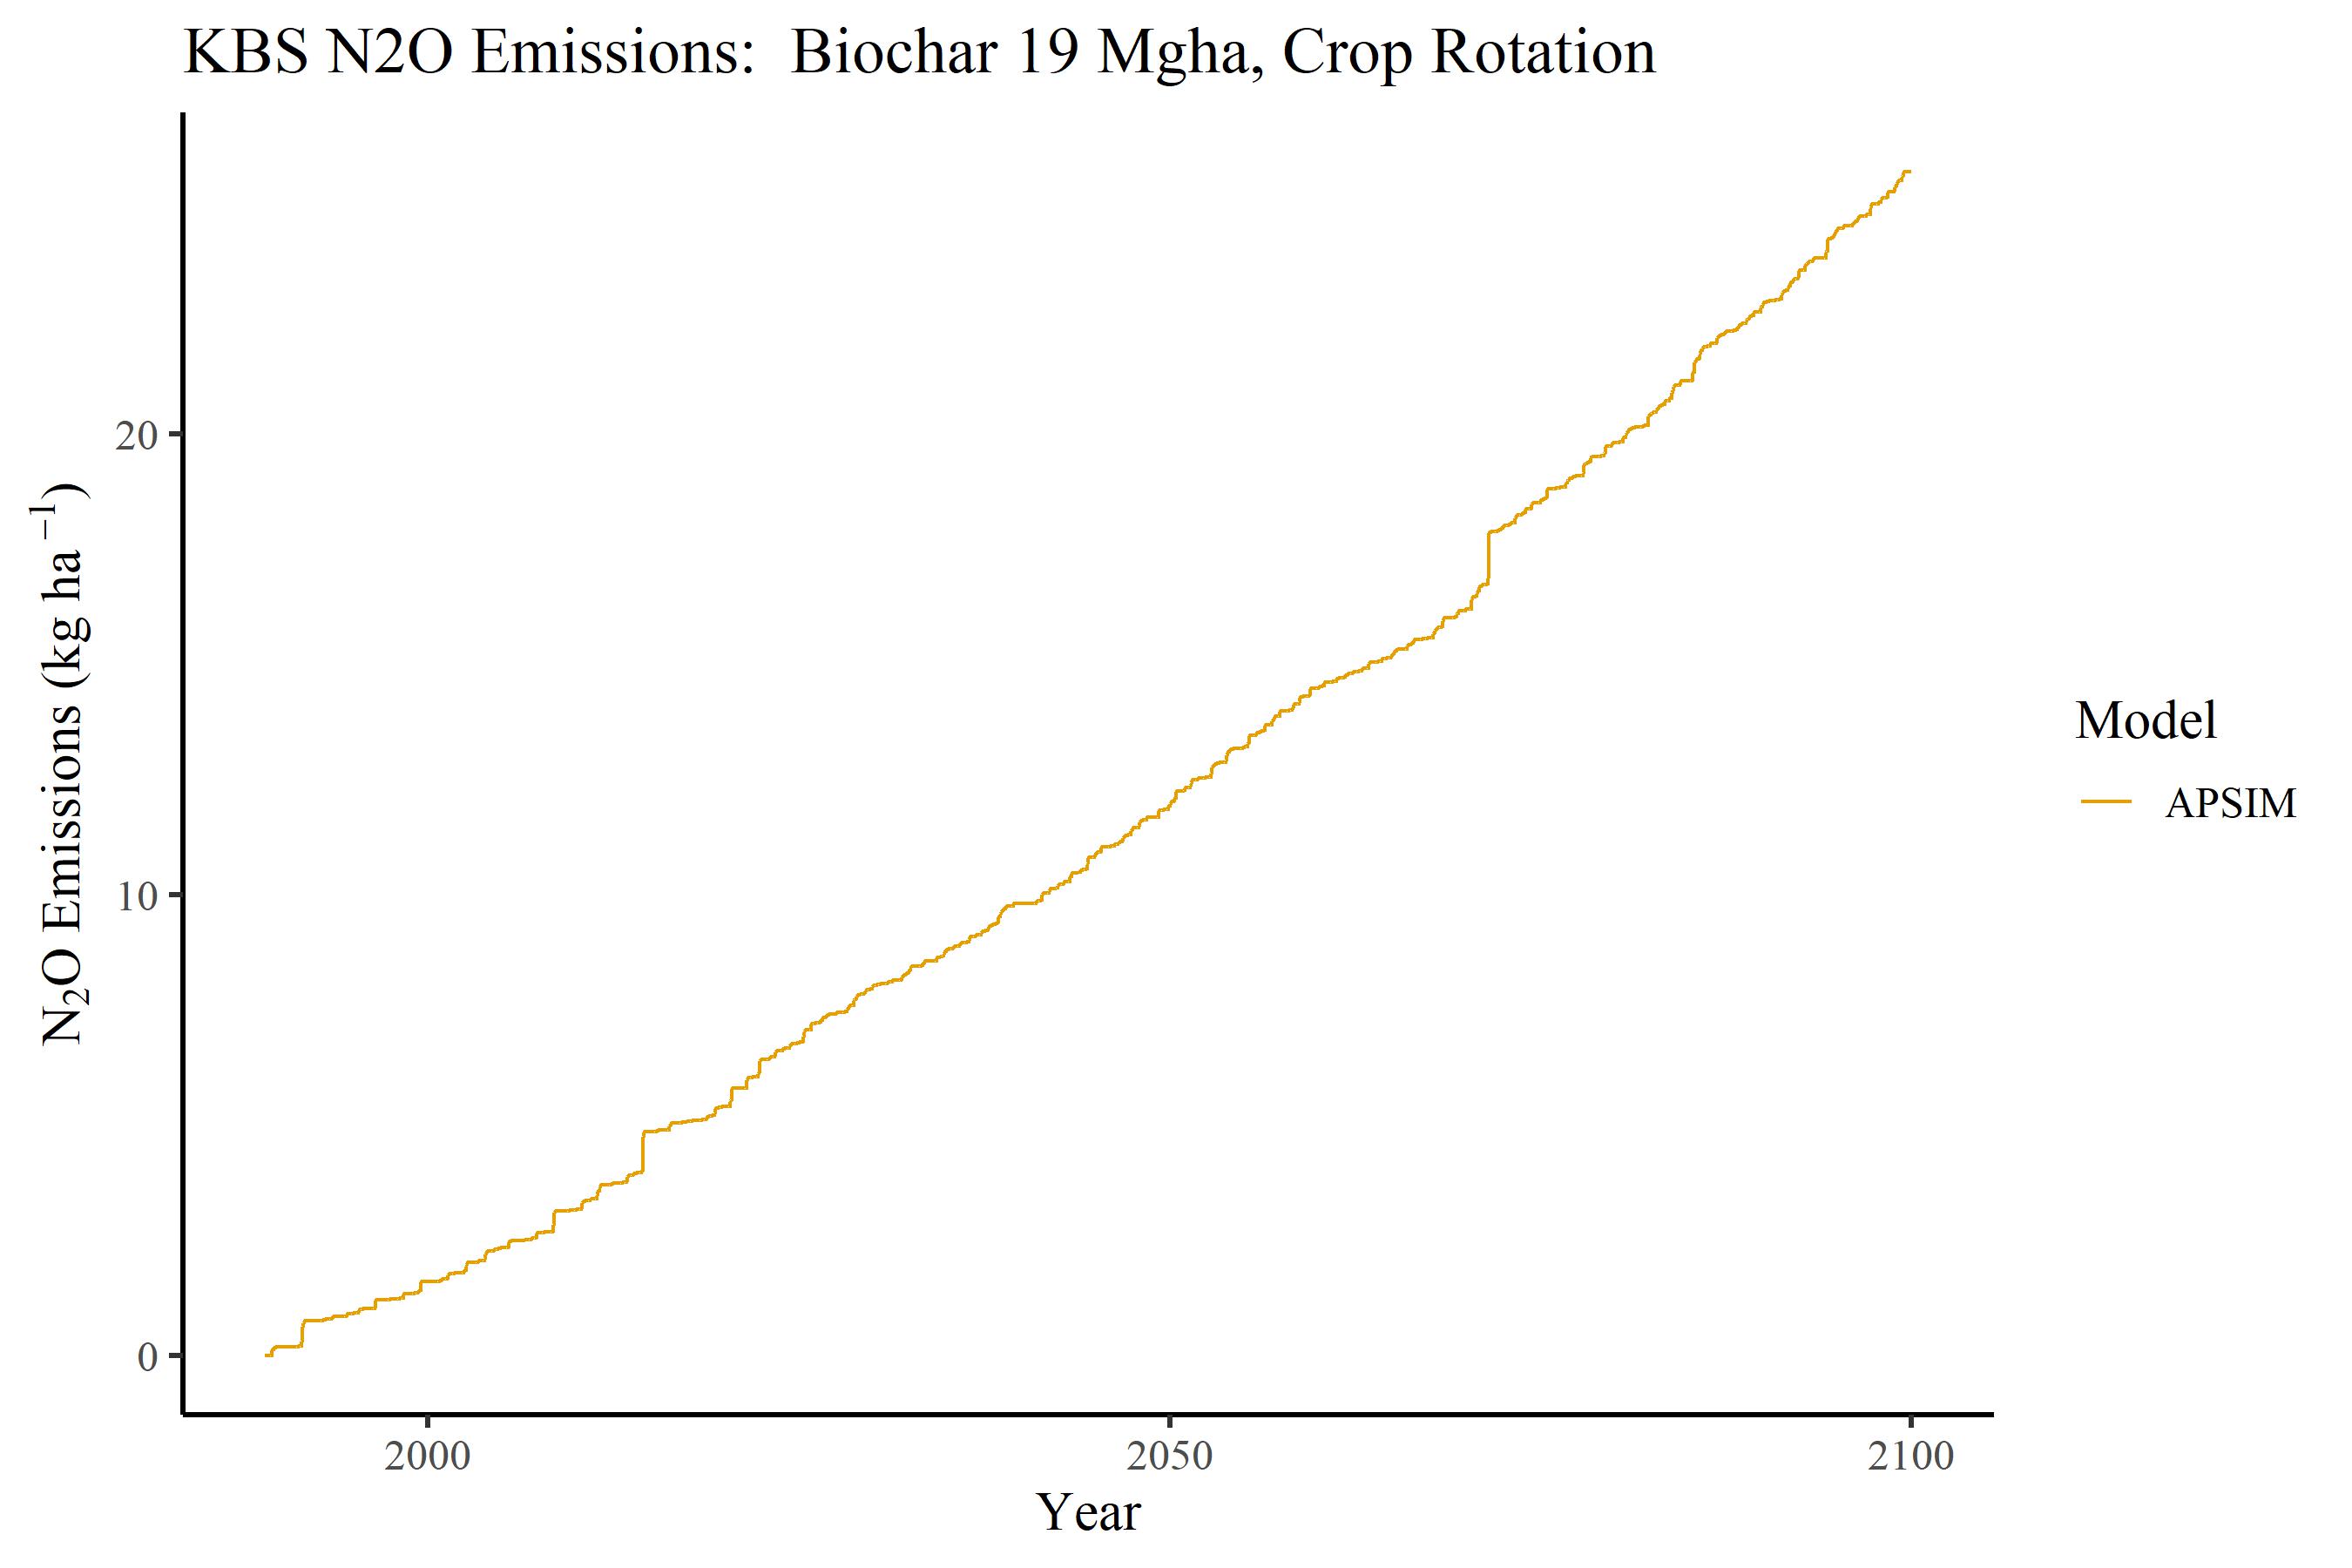 KBS N2O Emissions:  Biochar 19 Mgha, Crop Rotation
N₂O Emissions (kg ha ⁻¹)
20
10
0
2000
2050
2100
Year
Model
APSIM